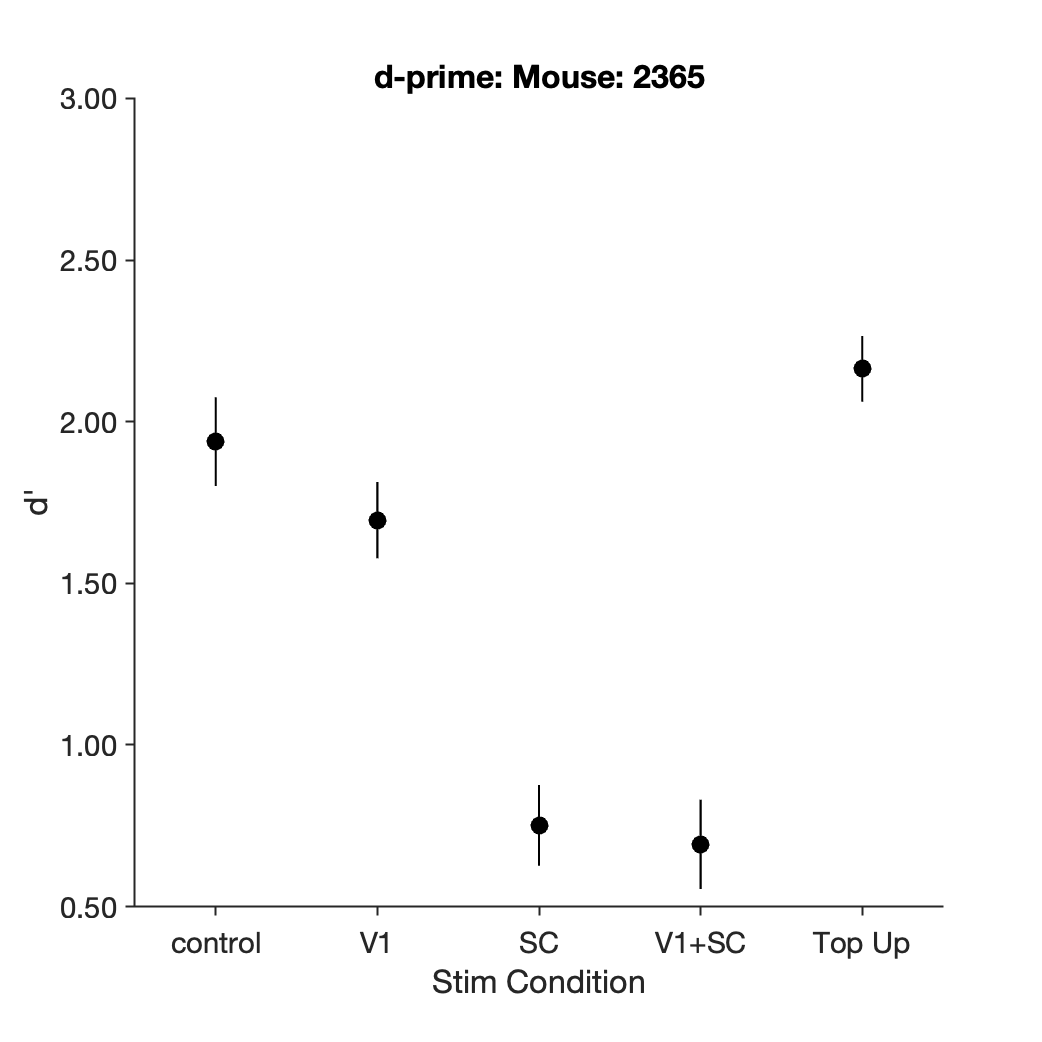 d-prime: Mouse: 2365
3.00
2.50
2.00
1.50
1.00
0.50
d'
control V1 SC V1+SC Top Up
Stim Condition